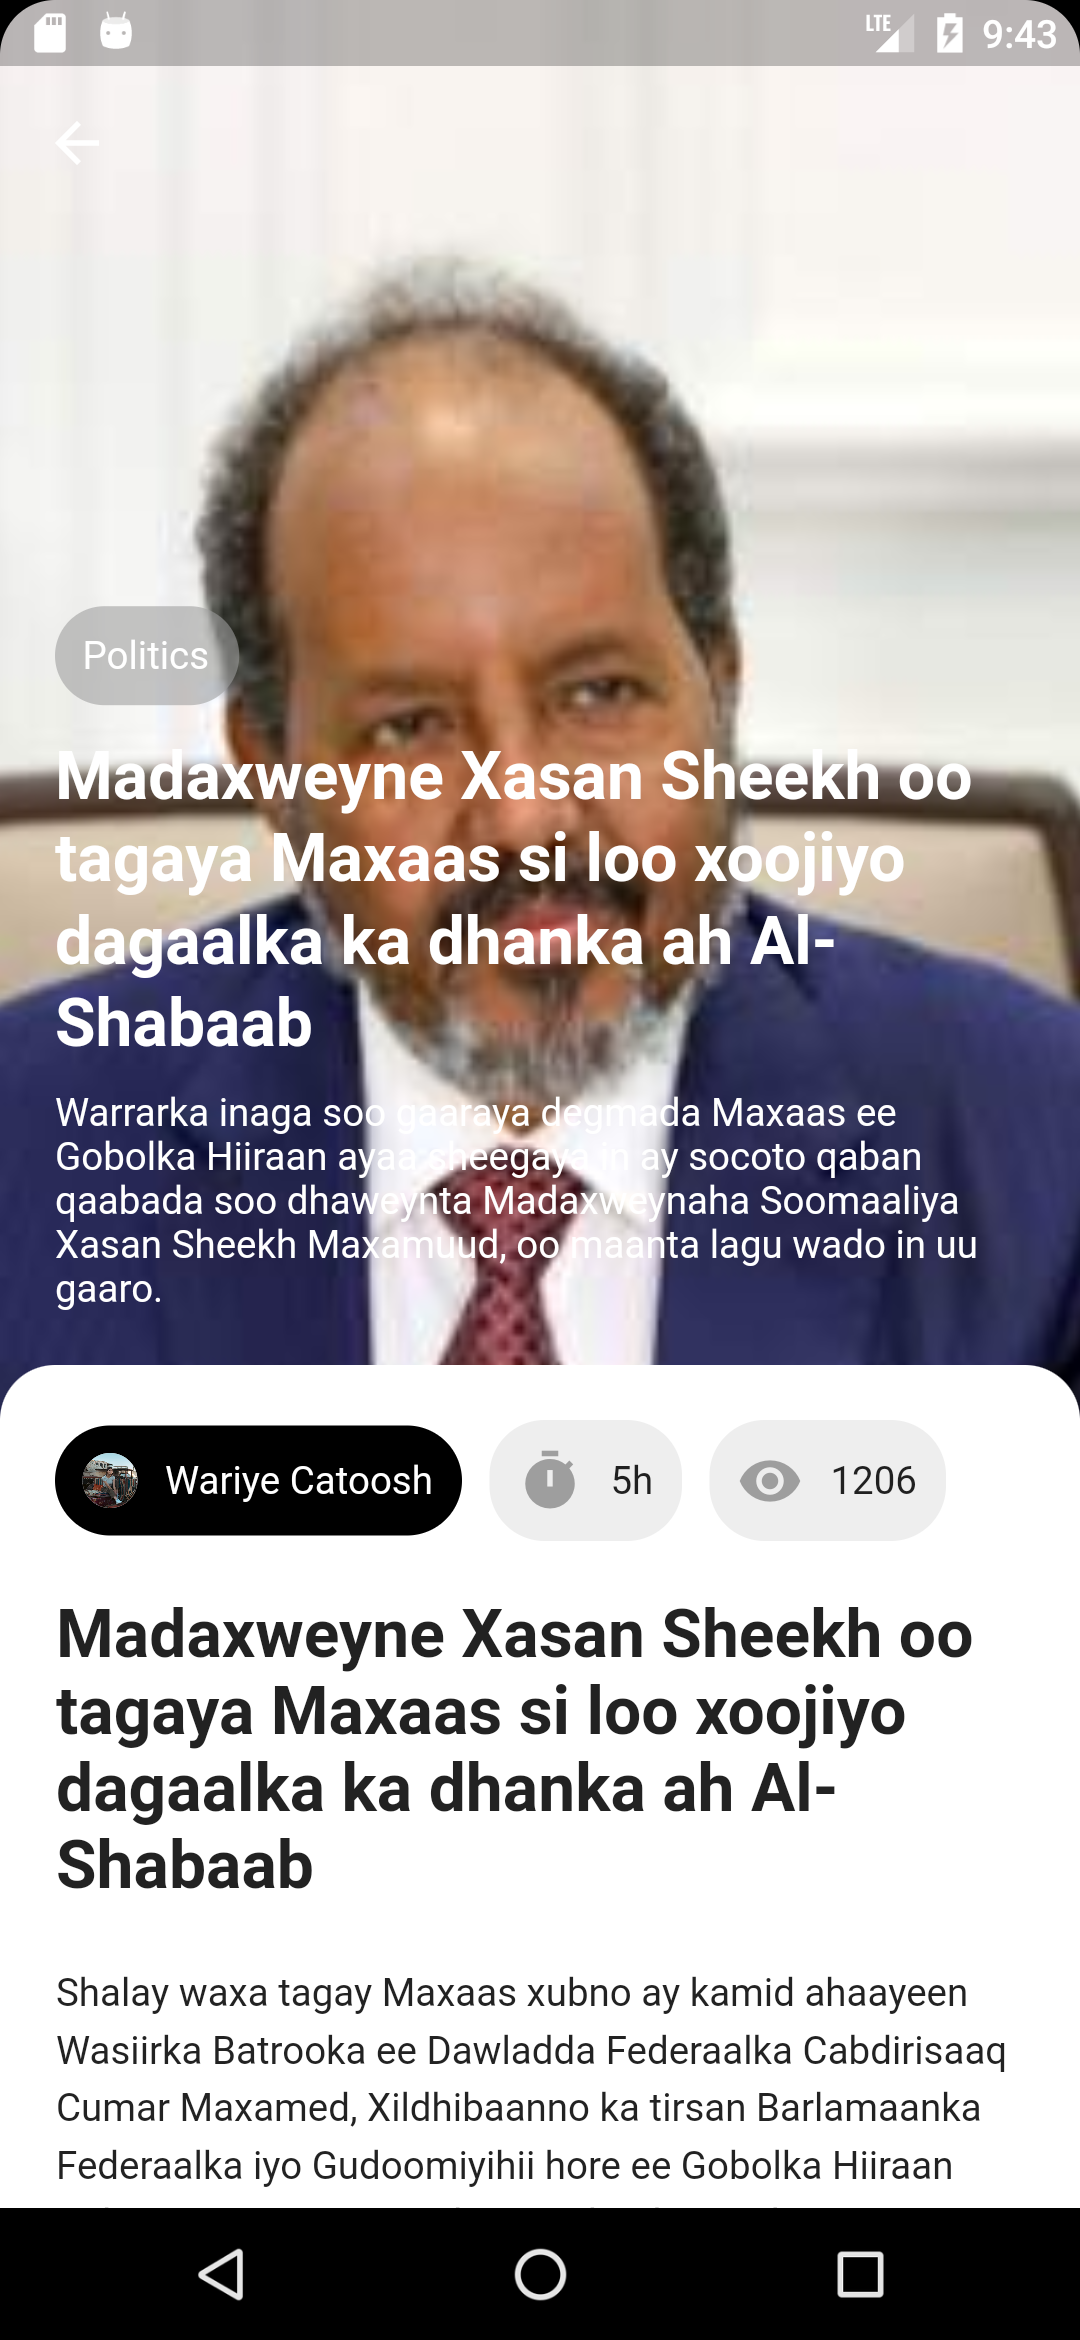 LTE 9:43
Politics
Madaxweyne Xasan Sheekh oo
tagaya Maxaas si loo xoojiyo
dagaalka ka dhanka ah Al-
Shabaab
Warrarka inaga soo gaaraya degmada Maxaas ee
Gobolka Hiiraan ayaa sheegaya in ay socoto qaban
qaabada soo dhaweynta Madaxweynaha Soomaaliya
Xasan Sheekh Maxamuud, oo maanta lagu wado in uu
gaaro.
Wariye Catoosh 5h 1206
Madaxweyne Xasan Sheekh oo
tagaya Maxaas si loo xoojiyo
dagaalka ka dhanka ah Al-
Shabaab
Shalay waxa tagay Maxaas xubno ay kamid ahaayeen
Wasiirka Batrooka ee Dawladda Federaalka Cabdirisaaq
Cumar Maxamed, Xildhibaanno ka tirsan Barlamaanka
Federaalka iyo Gudoomiyihii hore ee Gobolka Hiiraan